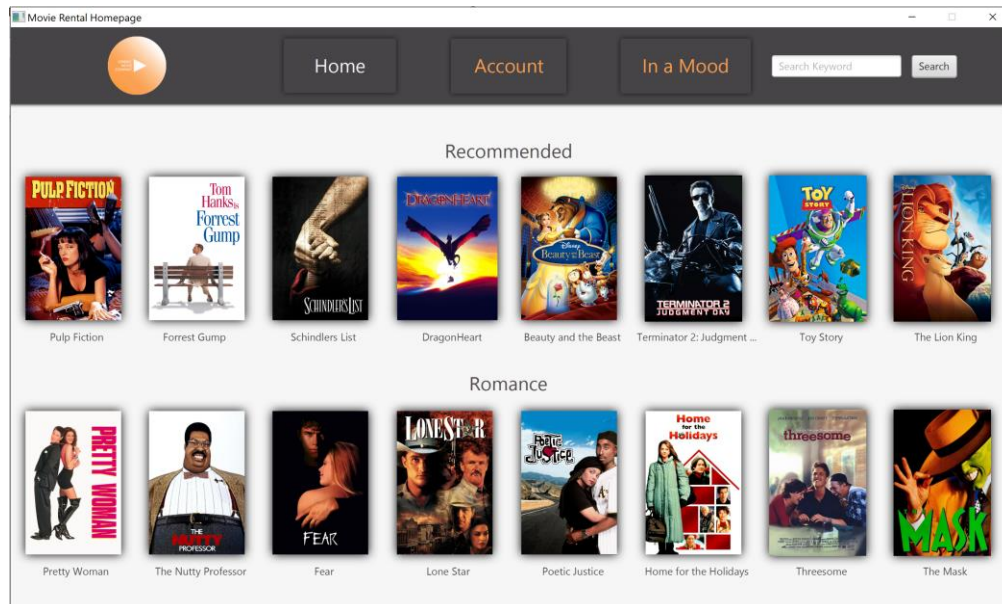 Movie Rental Homepage
Home
Account
In a Mood
Search Keyword
Search
Recommended
PULP FICTION
Tom
Hanks is
Forrest
Gump
SCHINDLER'S LIST
DRAGONHEART
Disney
Beauty and the Beast
TERMINATOR 2
JUDGMENT DAY
TOY
STORY
LION KING
Pulp Fiction
Forrest Gump
Schindlers List
DragonHeart
Beauty and the Beast
Terminator 2: Judgment ...
Toy Story
The Lion King
Romance
PRETTY WOMAN
THE
NUTTY
PROFESSOR
FEAR
LONE STAR
Poetic
Justice
Home
for the
Holidays
threesome
MASK
Pretty Woman
The Nutty Professor
Fear
Lone Star
Poetic Justice
Home for the Holidays
Threesome
The Mask